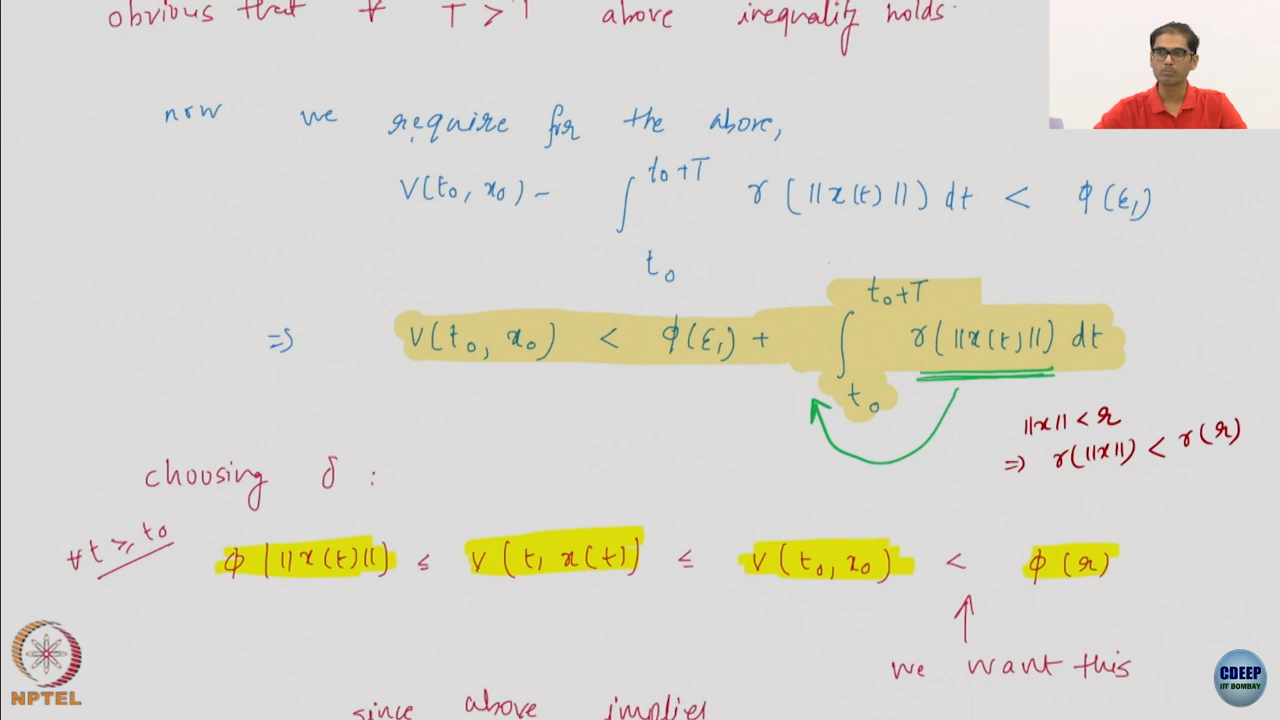 obvious that ∀ T > T above inequality holds.
now we require for the above,
V(t₀, x₀) - ∫_{t₀}^{t₀+T} γ(||x(t)||) dt < φ(ε₁)
⇒ V(t₀, x₀) < φ(ε₁) + ∫_{t₀}^{t₀+T} γ(||x(t)||) dt
||x|| < r
⇒ γ(||x||) < γ(r)
choosing δ :
∀ t ≥ t₀ φ(||x(t)||) ≤ V(t, x(t)) ≤ V(t₀, x₀) < φ(r)
↑
we want this
since above implies
NPTEL
CDEEP
IIT BOMBAY